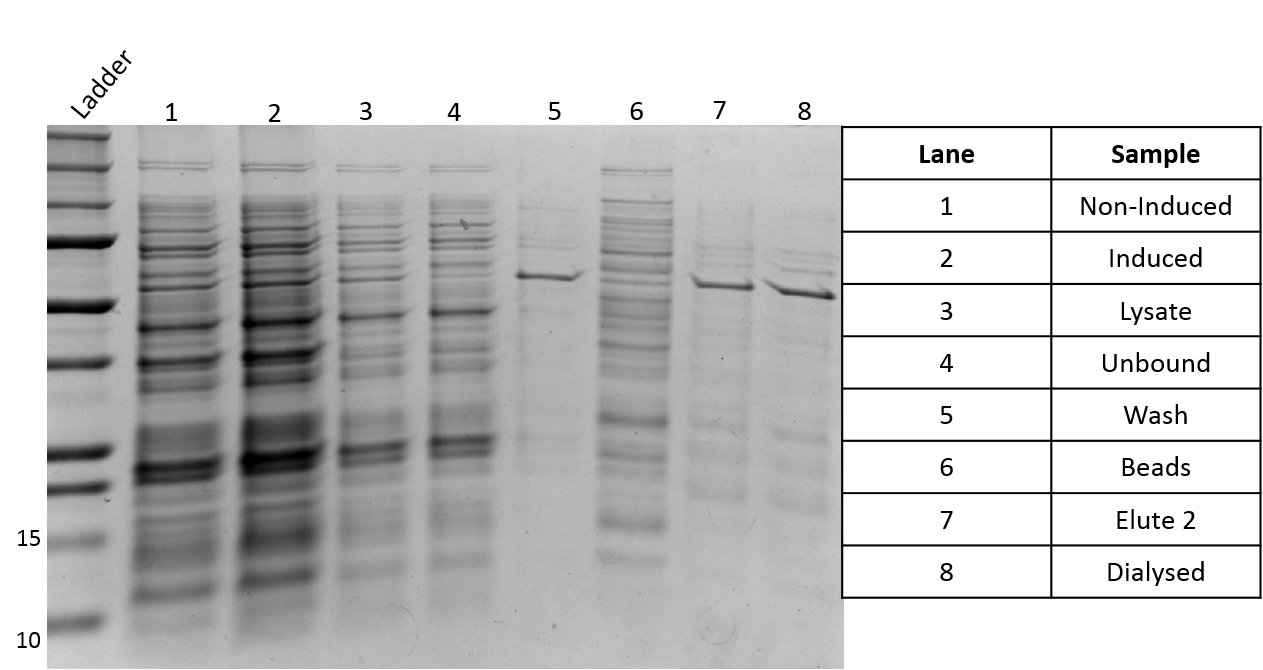 Ladder
1 2 3 4 5 6 7 8
15
10
Lane Sample
1 Non-Induced
2 Induced
3 Lysate
4 Unbound
5 Wash
6 Beads
7 Elute 2
8 Dialysed